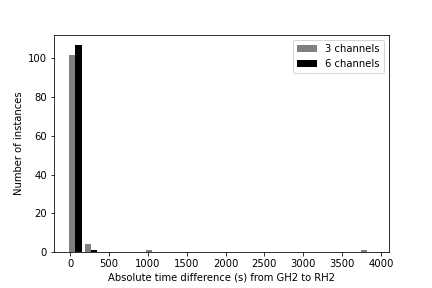 3 channels
6 channels
100
80
60
40
20
0
Number of instances
0 500 1000 1500 2000 2500 3000 3500 4000
Absolute time difference (s) from GH2 to RH2